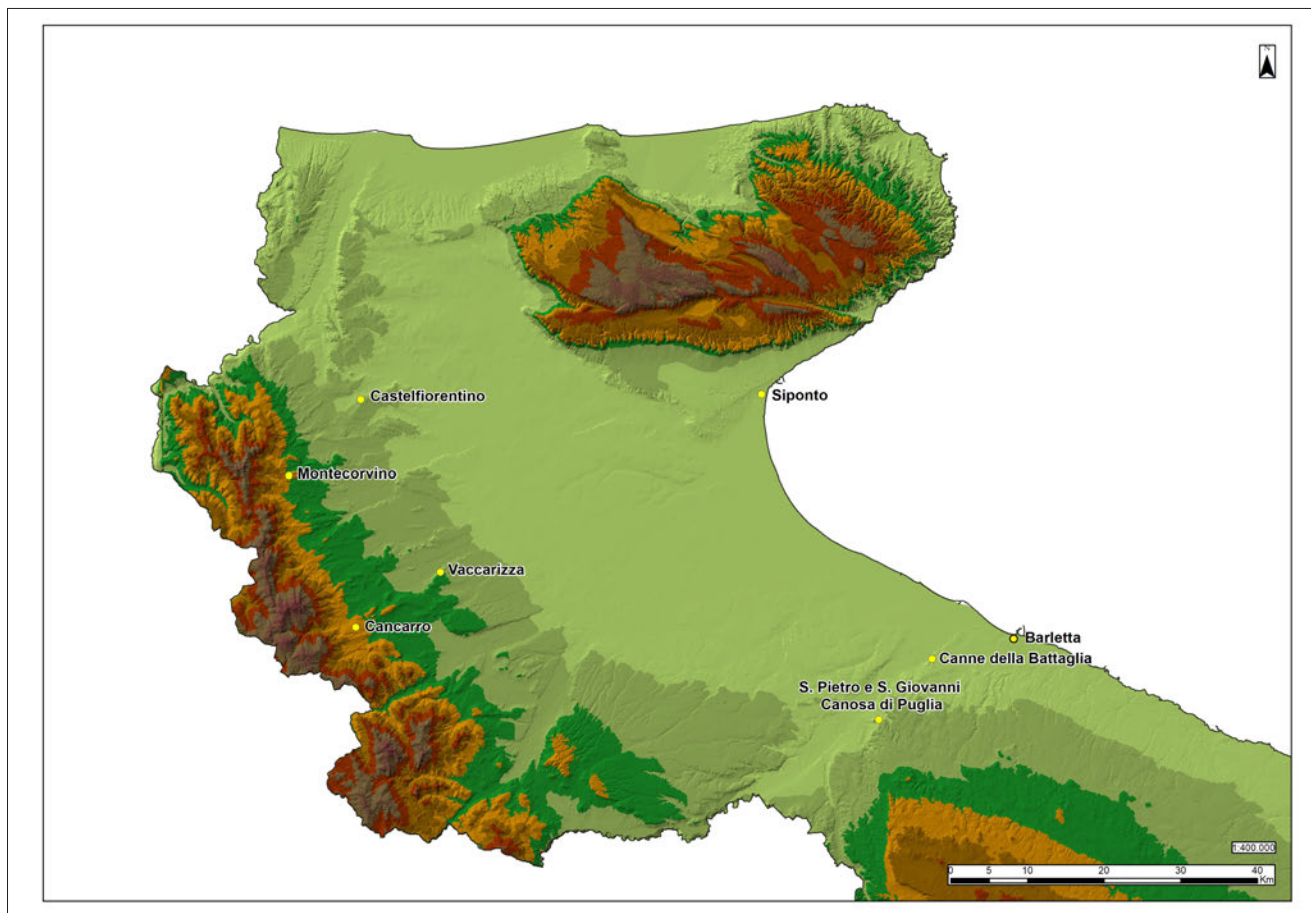 N
Castelfiorentino
Siponto
Montecorvino
Vaccarizza
Cancarro
Barletta
Canne della Battaglia
S. Pietro e S. Giovanni
Canosa di Puglia
1:400.000
0 5 10 20 30 40
Km